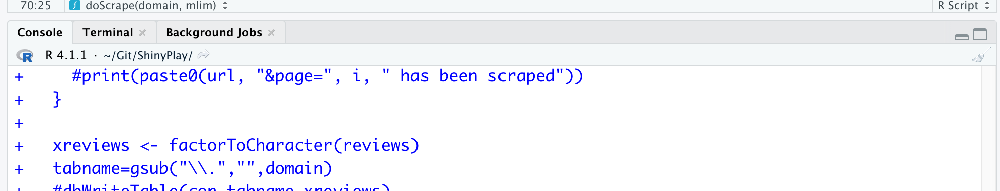 70:25 f doScrape(domain, mlim) R Script
Console Terminal × Background Jobs ×
R R 4.1.1 · ~/Git/ShinyPlay/
+     #print(paste0(url, "&page=", i, " has been scraped"))
+   }
+
+   xreviews <- factorToCharacter(reviews)
+   tabname=gsub("\\.","",domain)
+   #dbWriteTable(con,tabname,xreviews)